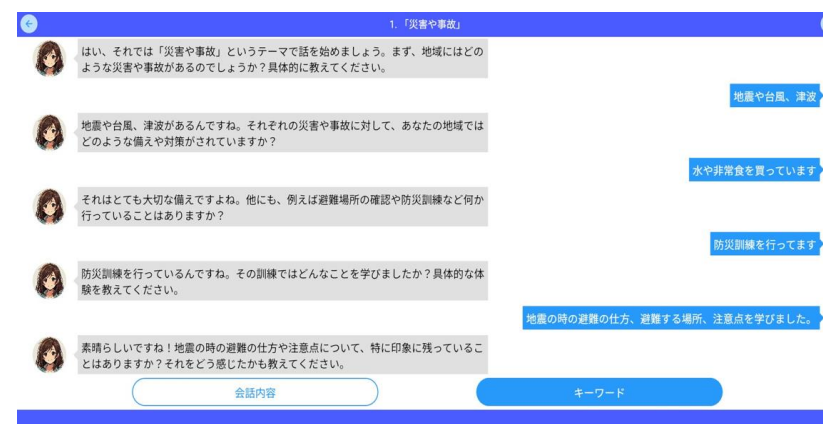 1.「災害や事故」
はい、それでは「災害や事故」というテーマで話を始めましょう。まず、地域にはどの
ような災害や事故があるのでしょうか？具体的に教えてください。
地震や台風、津波
地震や台風、津波があるんですね。それぞれの災害や事故に対して、あなたの地域では
どのような備えや対策がされていますか？
水や非常食を買っています
それはとても大切な備えですよね。他にも、例えば避難場所の確認や防災訓練など何か
行っていることはありますか？
防災訓練を行ってます
防災訓練を行っているんですね。その訓練ではどんなことを学びましたか？具体的な体
験を教えてください。
地震の時の避難の仕方、避難する場所、注意点を学びました。
素晴らしいですね！地震の時の避難の仕方や注意点について、特に印象に残っているこ
とはありますか？それをどう感じたかも教えてください。
会話内容
キーワード